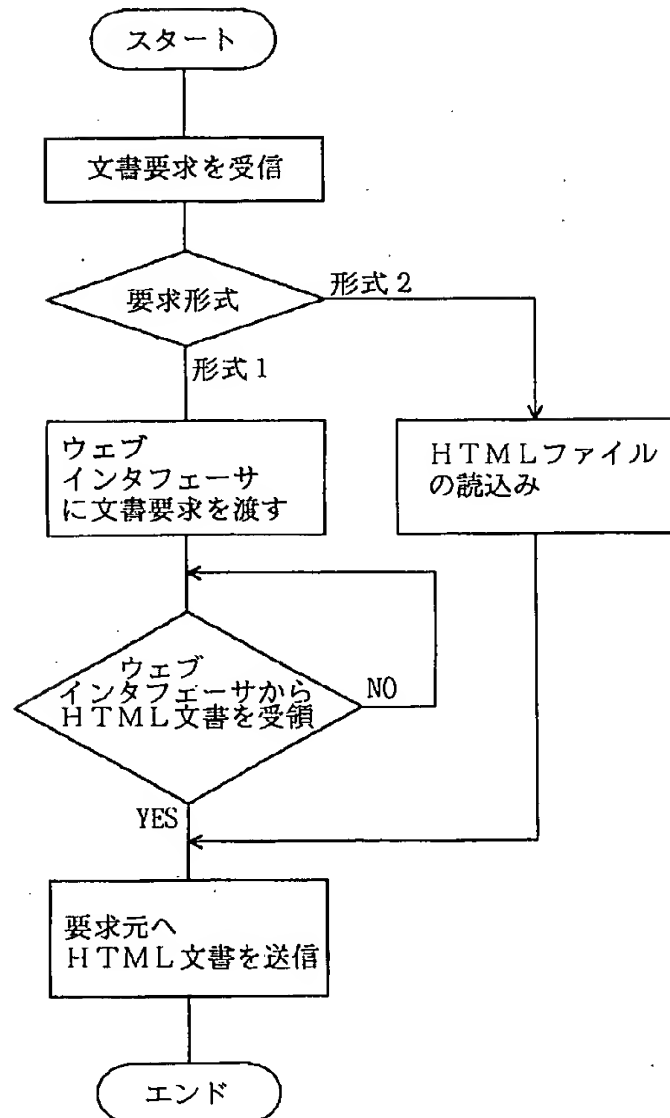 スタート
文書要求を受信
要求形式
形式2
形式1
ウェブ
インタフェーサ
に文書要求を渡す
HTMLファイル
の読込み
ウェブ
インタフェーサから
HTML文書を受領
NO
YES
要求元へ
HTML文書を送信
エンド